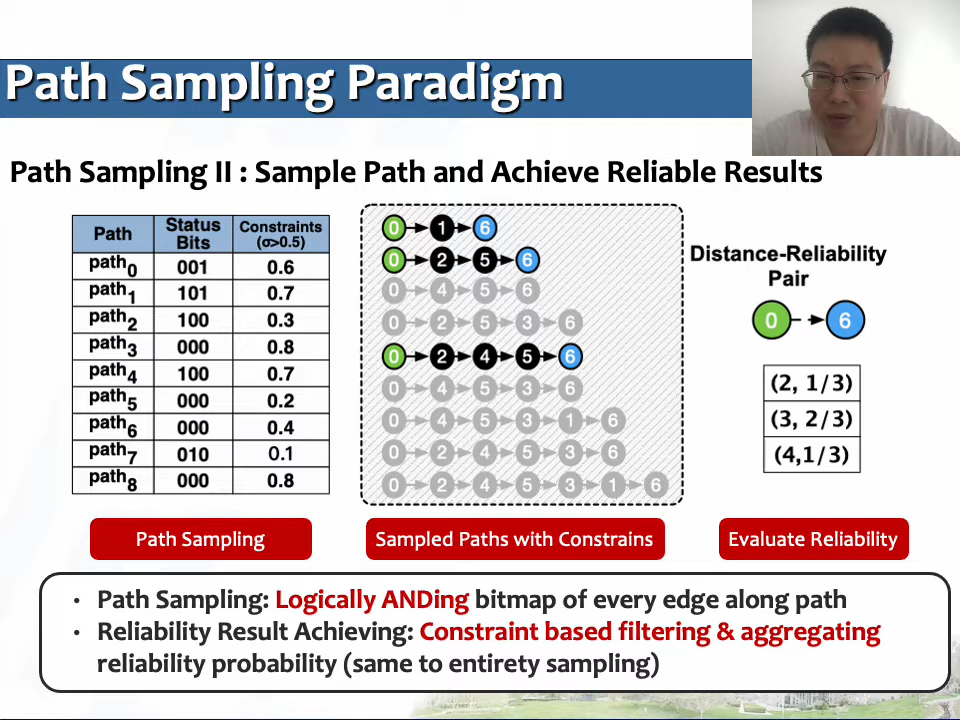 Path Sampling Paradigm
Path Sampling II : Sample Path and Achieve Reliable Results
Path Status Bits Constraints (σ>0.5)
path0 001 0.6
path1 101 0.7
path2 100 0.3
path3 000 0.8
path4 100 0.7
path5 000 0.2
path6 000 0.4
path7 010 0.1
path8 000 0.8
0 1 6
0 2 5 6
0 4 5 6
0 2 5 3 6
0 2 4 5 6
0 4 5 3 6
0 4 5 3 1 6
0 2 4 5 3 6
0 2 4 5 3 1 6
Distance-Reliability
Pair
0 6
(2, 1/3)
(3, 2/3)
(4,1/3)
Path Sampling
Sampled Paths with Constrains
Evaluate Reliability
• Path Sampling: Logically ANDing bitmap of every edge along path
• Reliability Result Achieving: Constraint based filtering & aggregating
reliability probability (same to entirety sampling)